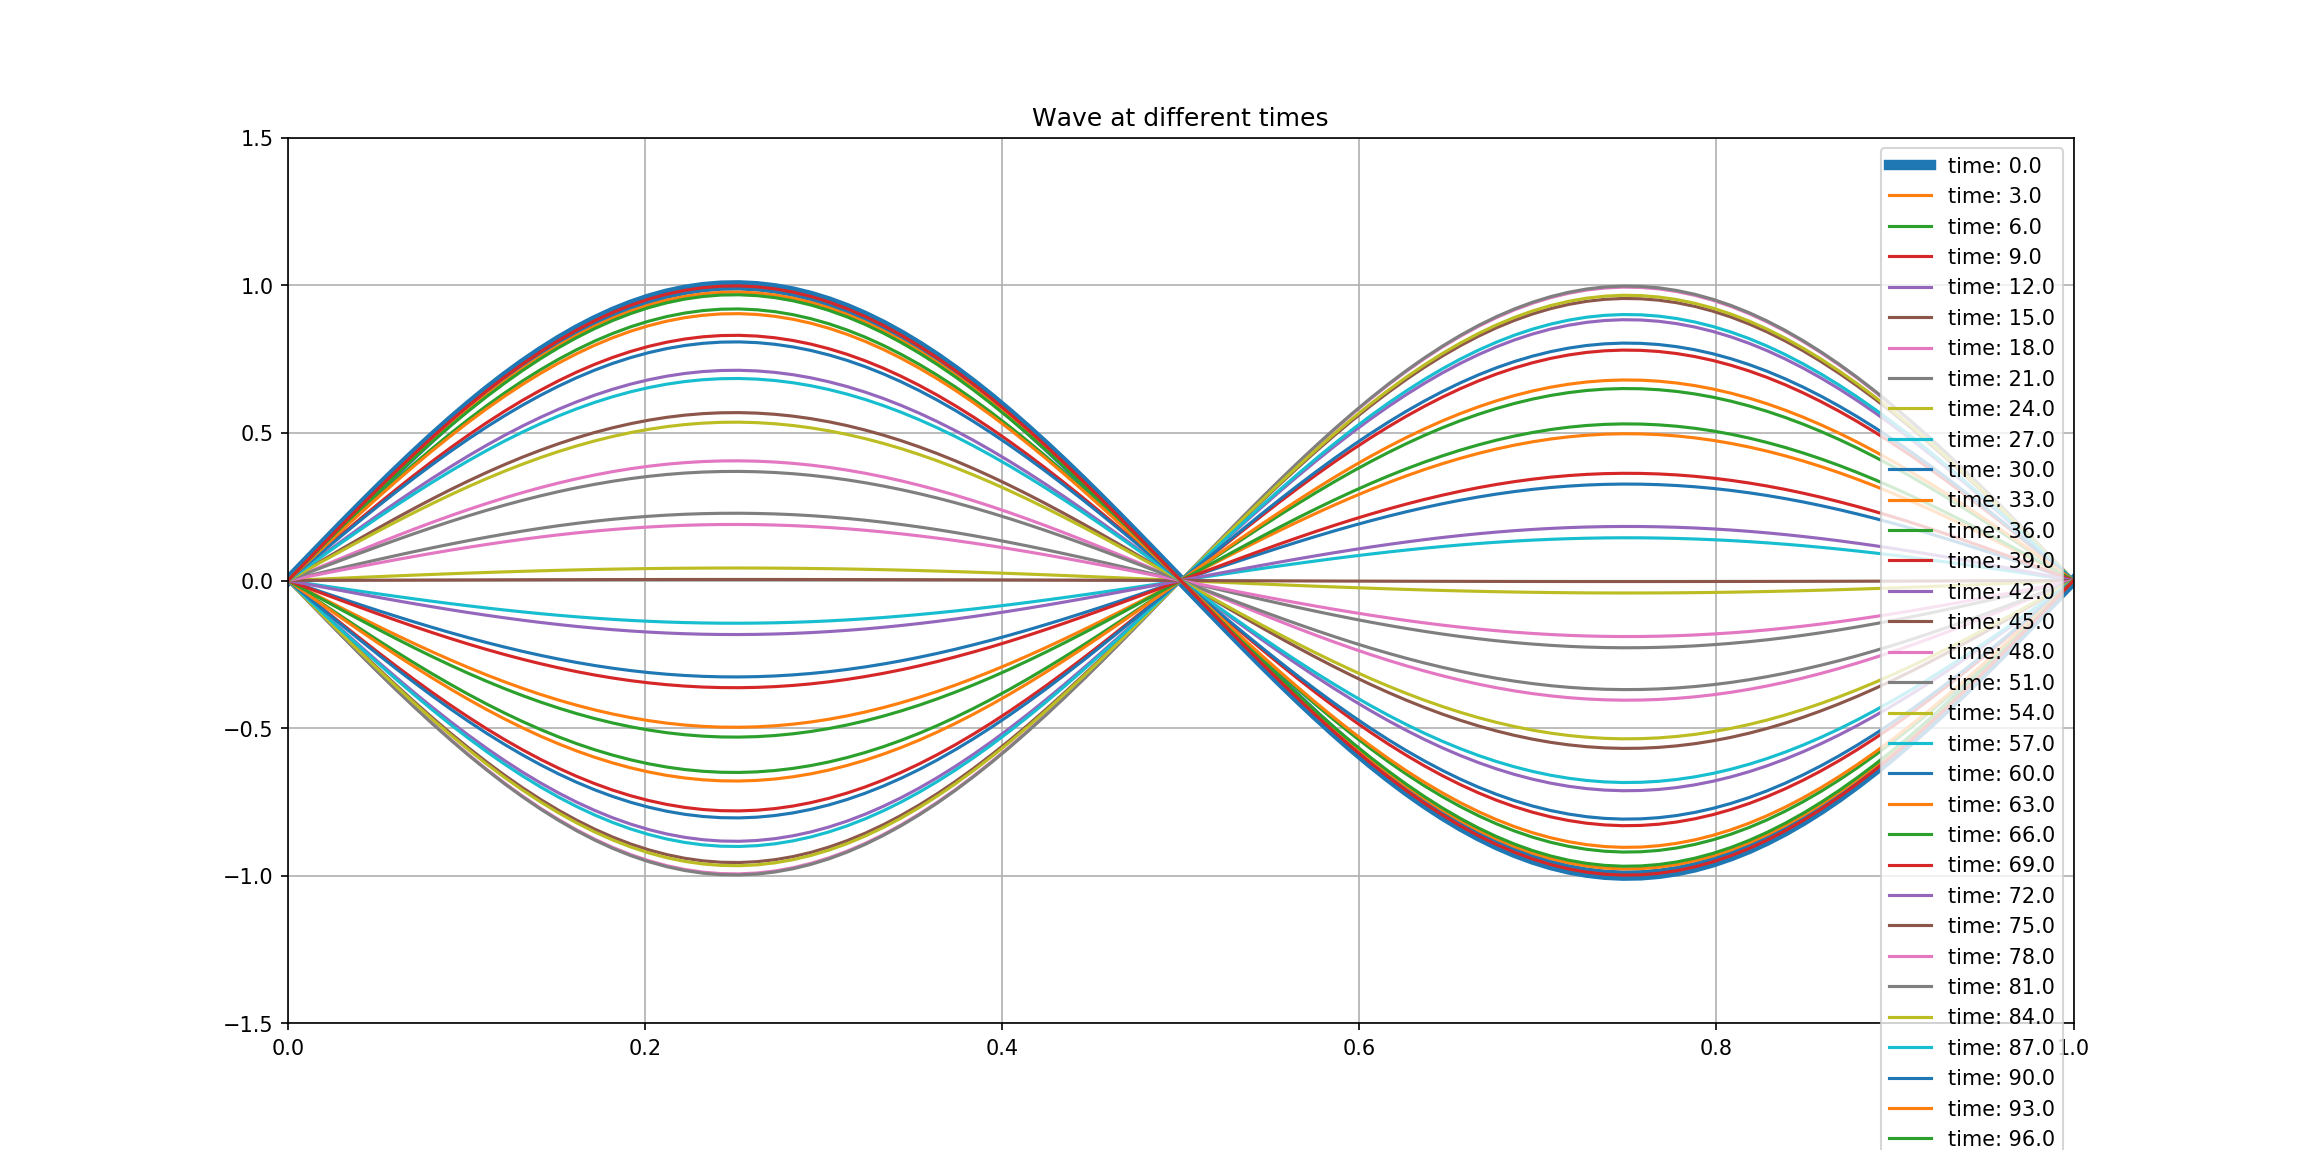 Wave at different times
1.5
1.0
0.5
0.0
−0.5
−1.0
−1.5
0.0 0.2 0.4 0.6 0.8 1.0
time: 0.0
time: 3.0
time: 6.0
time: 9.0
time: 12.0
time: 15.0
time: 18.0
time: 21.0
time: 24.0
time: 27.0
time: 30.0
time: 33.0
time: 36.0
time: 39.0
time: 42.0
time: 45.0
time: 48.0
time: 51.0
time: 54.0
time: 57.0
time: 60.0
time: 63.0
time: 66.0
time: 69.0
time: 72.0
time: 75.0
time: 78.0
time: 81.0
time: 84.0
time: 87.0
time: 90.0
time: 93.0
time: 96.0